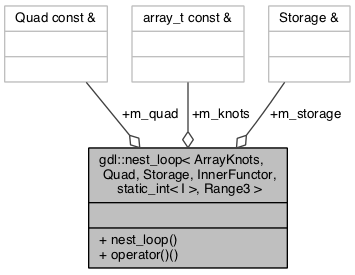 Quad const &
array_t const &
Storage &
+m_quad
+m_knots
+m_storage
gdl::nest_loop< ArrayKnots,
Quad, Storage, InnerFunctor,
static_int< I >, Range3 >
+ nest_loop()
+ operator()()